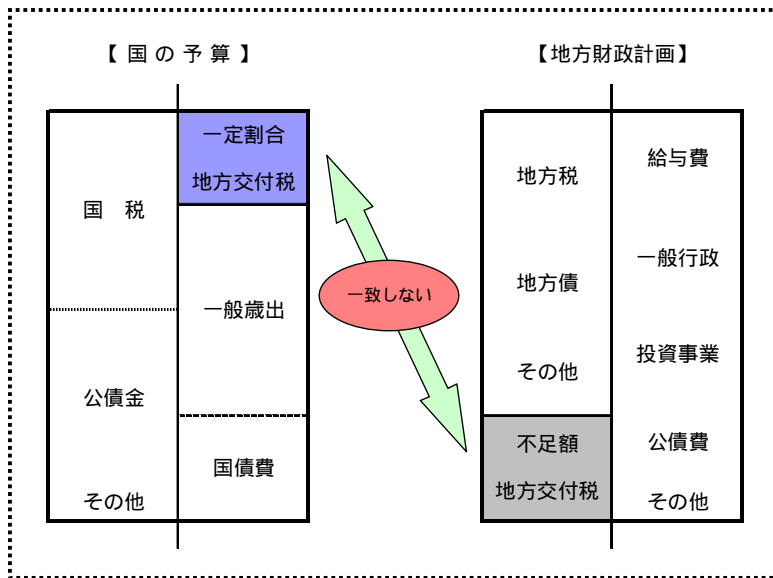 【 国 の 予 算 】
国　税
公債金
その他
一定割合
地方交付税
一般歳出
国債費
一致しない
【地方財政計画】
地方税
地方債
その他
不足額
地方交付税
給与費
一般行政
投資事業
公債費
その他